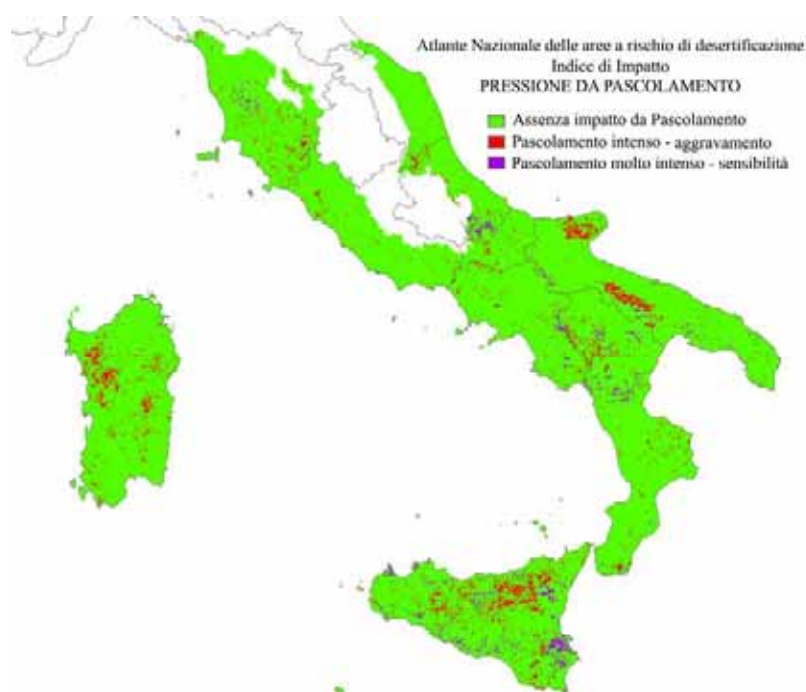 Atlante Nazionale delle aree a rischio di desertificazione
Indice di Impatto
PRESSIONE DA PASCOLAMENTO
Assenza impatto da Pascolamento
Pascolamento intenso - aggravamento
Pascolamento molto intenso - sensibilità